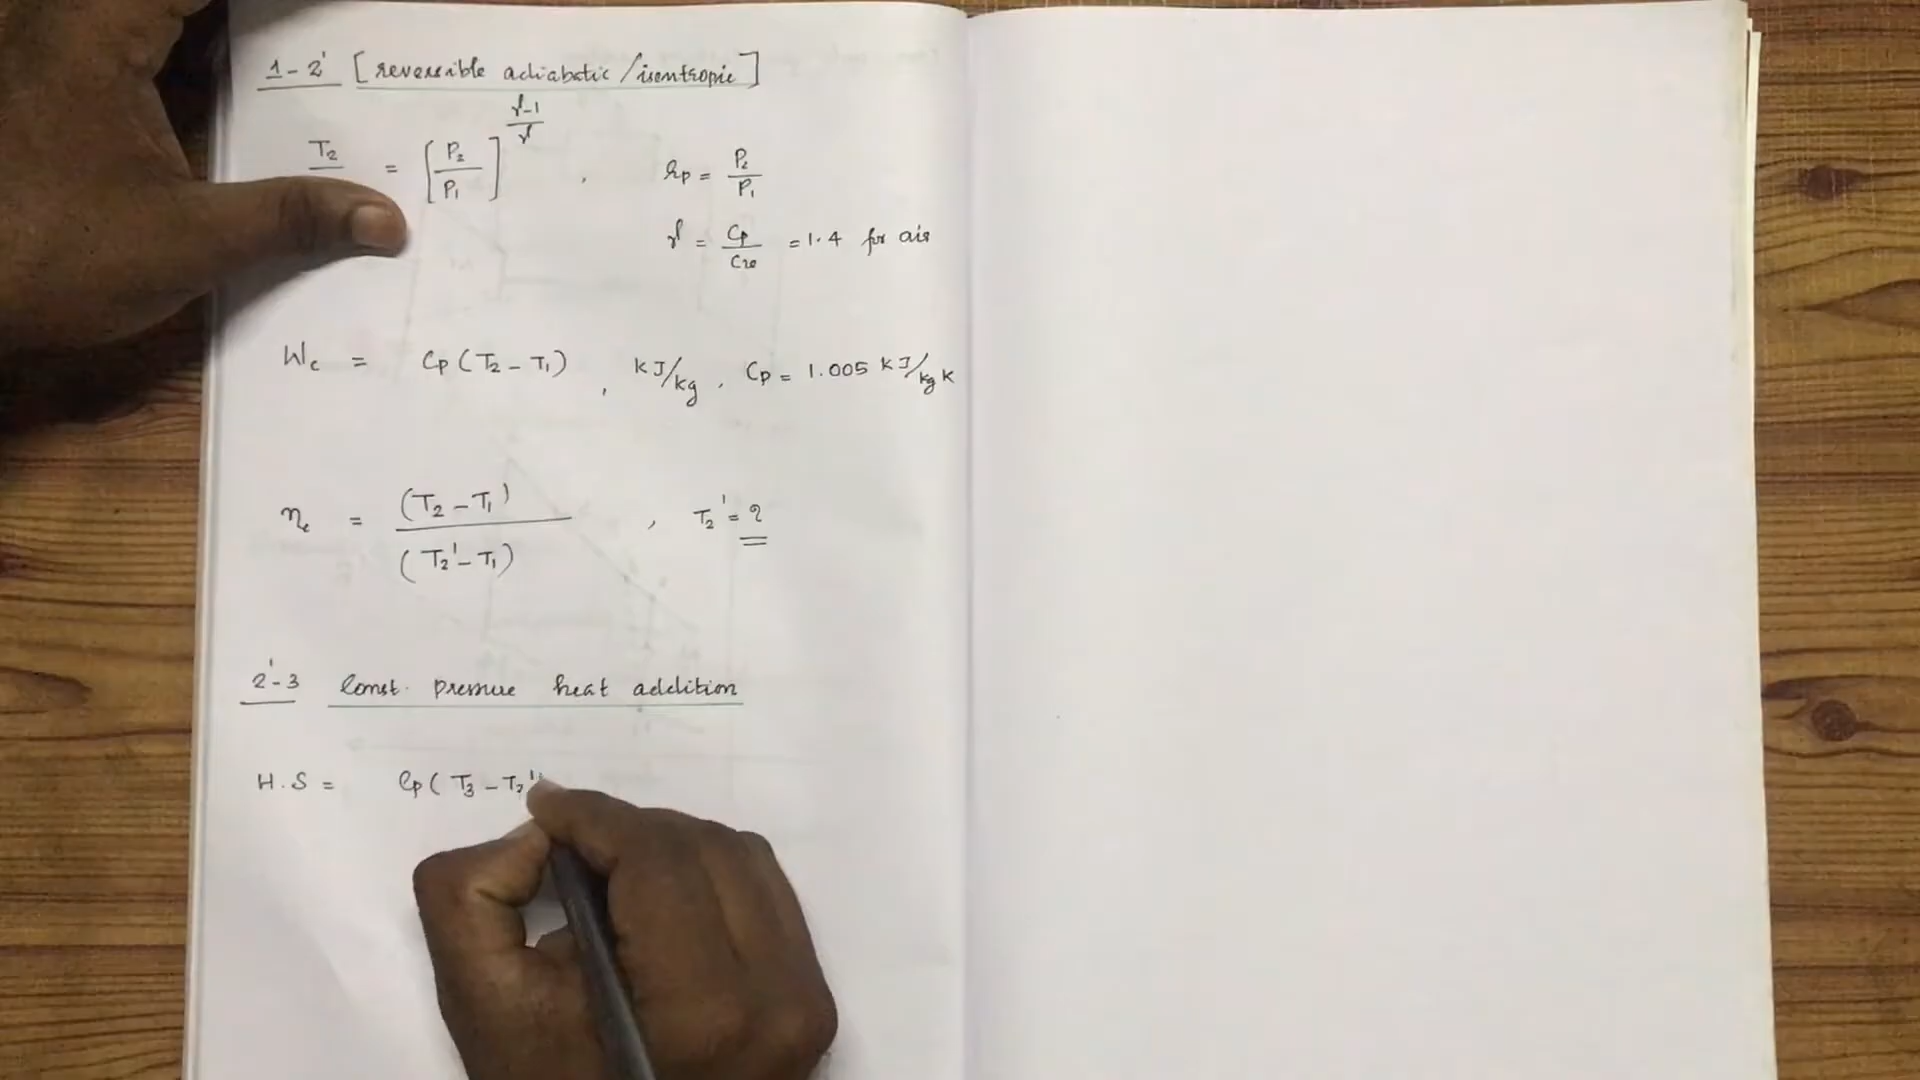 1-2' [reversible adiabatic/isentropic]
T2 = [P2/P1]^(γ-1)/γ , rp = P2/P1
γ = Cp/Cv = 1.4 for air
Wc = Cp(T2 - T1) , kJ/kg , Cp = 1.005 kJ/kg K
ηc = (T2 - T1)/(T2' - T1) , T2' = ?
2'-3 Const. pressure heat addition
H.S = Cp(T3 - T2'